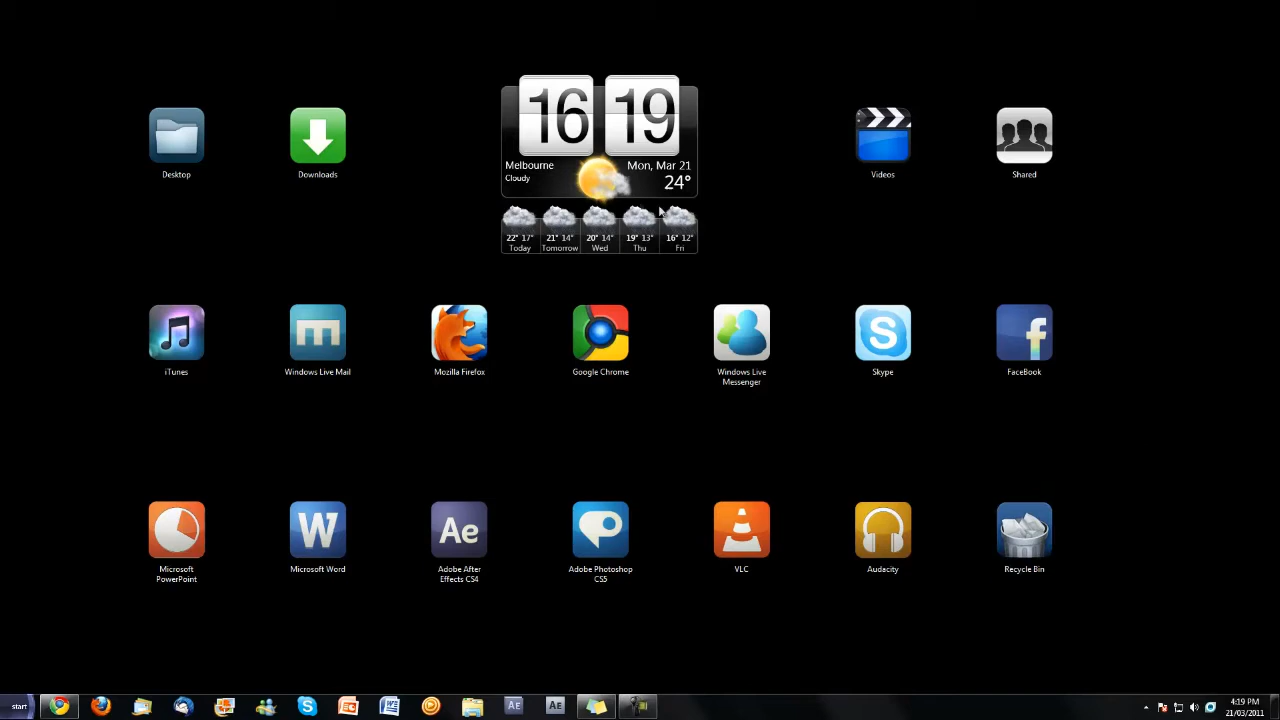 16 19
Melbourne Mon, Mar 21
Cloudy 24°
22° 17° 21° 14° 20° 14° 19° 13° 16° 12°
Today Tomorrow Wed Thu Fri
Desktop Downloads Videos Shared
m S f
iTunes Windows Live Mail Mozilla Firefox Google Chrome Windows Live Skype FaceBook
Messenger
W Ae
Microsoft Microsoft Word Adobe After Adobe Photoshop VLC Audacity Recycle Bin
PowerPoint Effects CS4 CS5
start S AE Ae 4:19 PM
21/03/2011